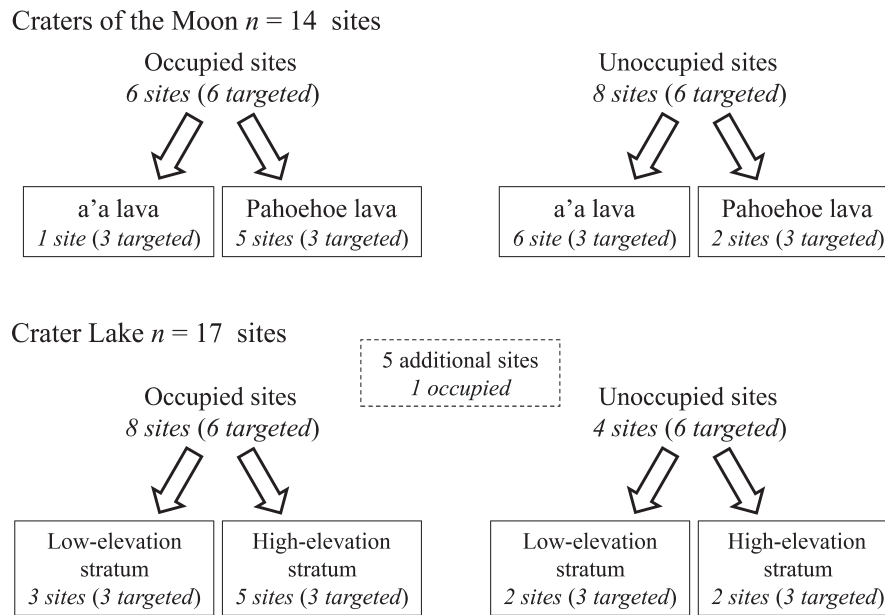 Craters of the Moon n = 14 sites
Occupied sites
6 sites (6 targeted)
Unoccupied sites
8 sites (6 targeted)
a’a lava
1 site (3 targeted)
Pahoehoe lava
5 sites (3 targeted)
a’a lava
6 site (3 targeted)
Pahoehoe lava
2 sites (3 targeted)
Crater Lake n = 17 sites
5 additional sites
1 occupied
Occupied sites
8 sites (6 targeted)
Unoccupied sites
4 sites (6 targeted)
Low-elevation
stratum
3 sites (3 targeted)
High-elevation
stratum
5 sites (3 targeted)
Low-elevation
stratum
2 sites (3 targeted)
High-elevation
stratum
2 sites (3 targeted)